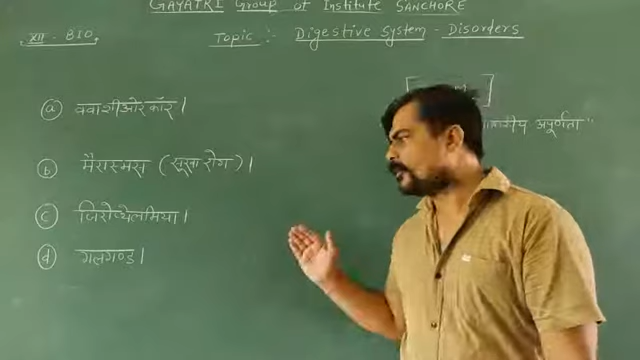 GAYATRI Group of Institute SANCHORE
XII - BIO
Topic :- Digestive System - Disorders
अपूर्णता"
(a) क्वाशीओरकॉर।
(b) मैरास्मस (सूखा रोग)।
(c) जिरोप्थैलमिया।
(d) गलगण्ड।